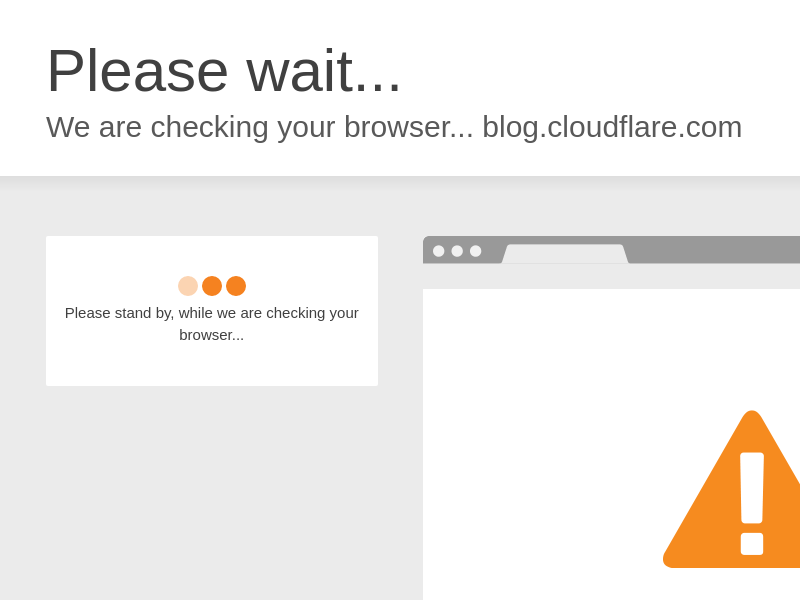 Please wait...
We are checking your browser... blog.cloudflare.com
Please stand by, while we are checking your
browser...